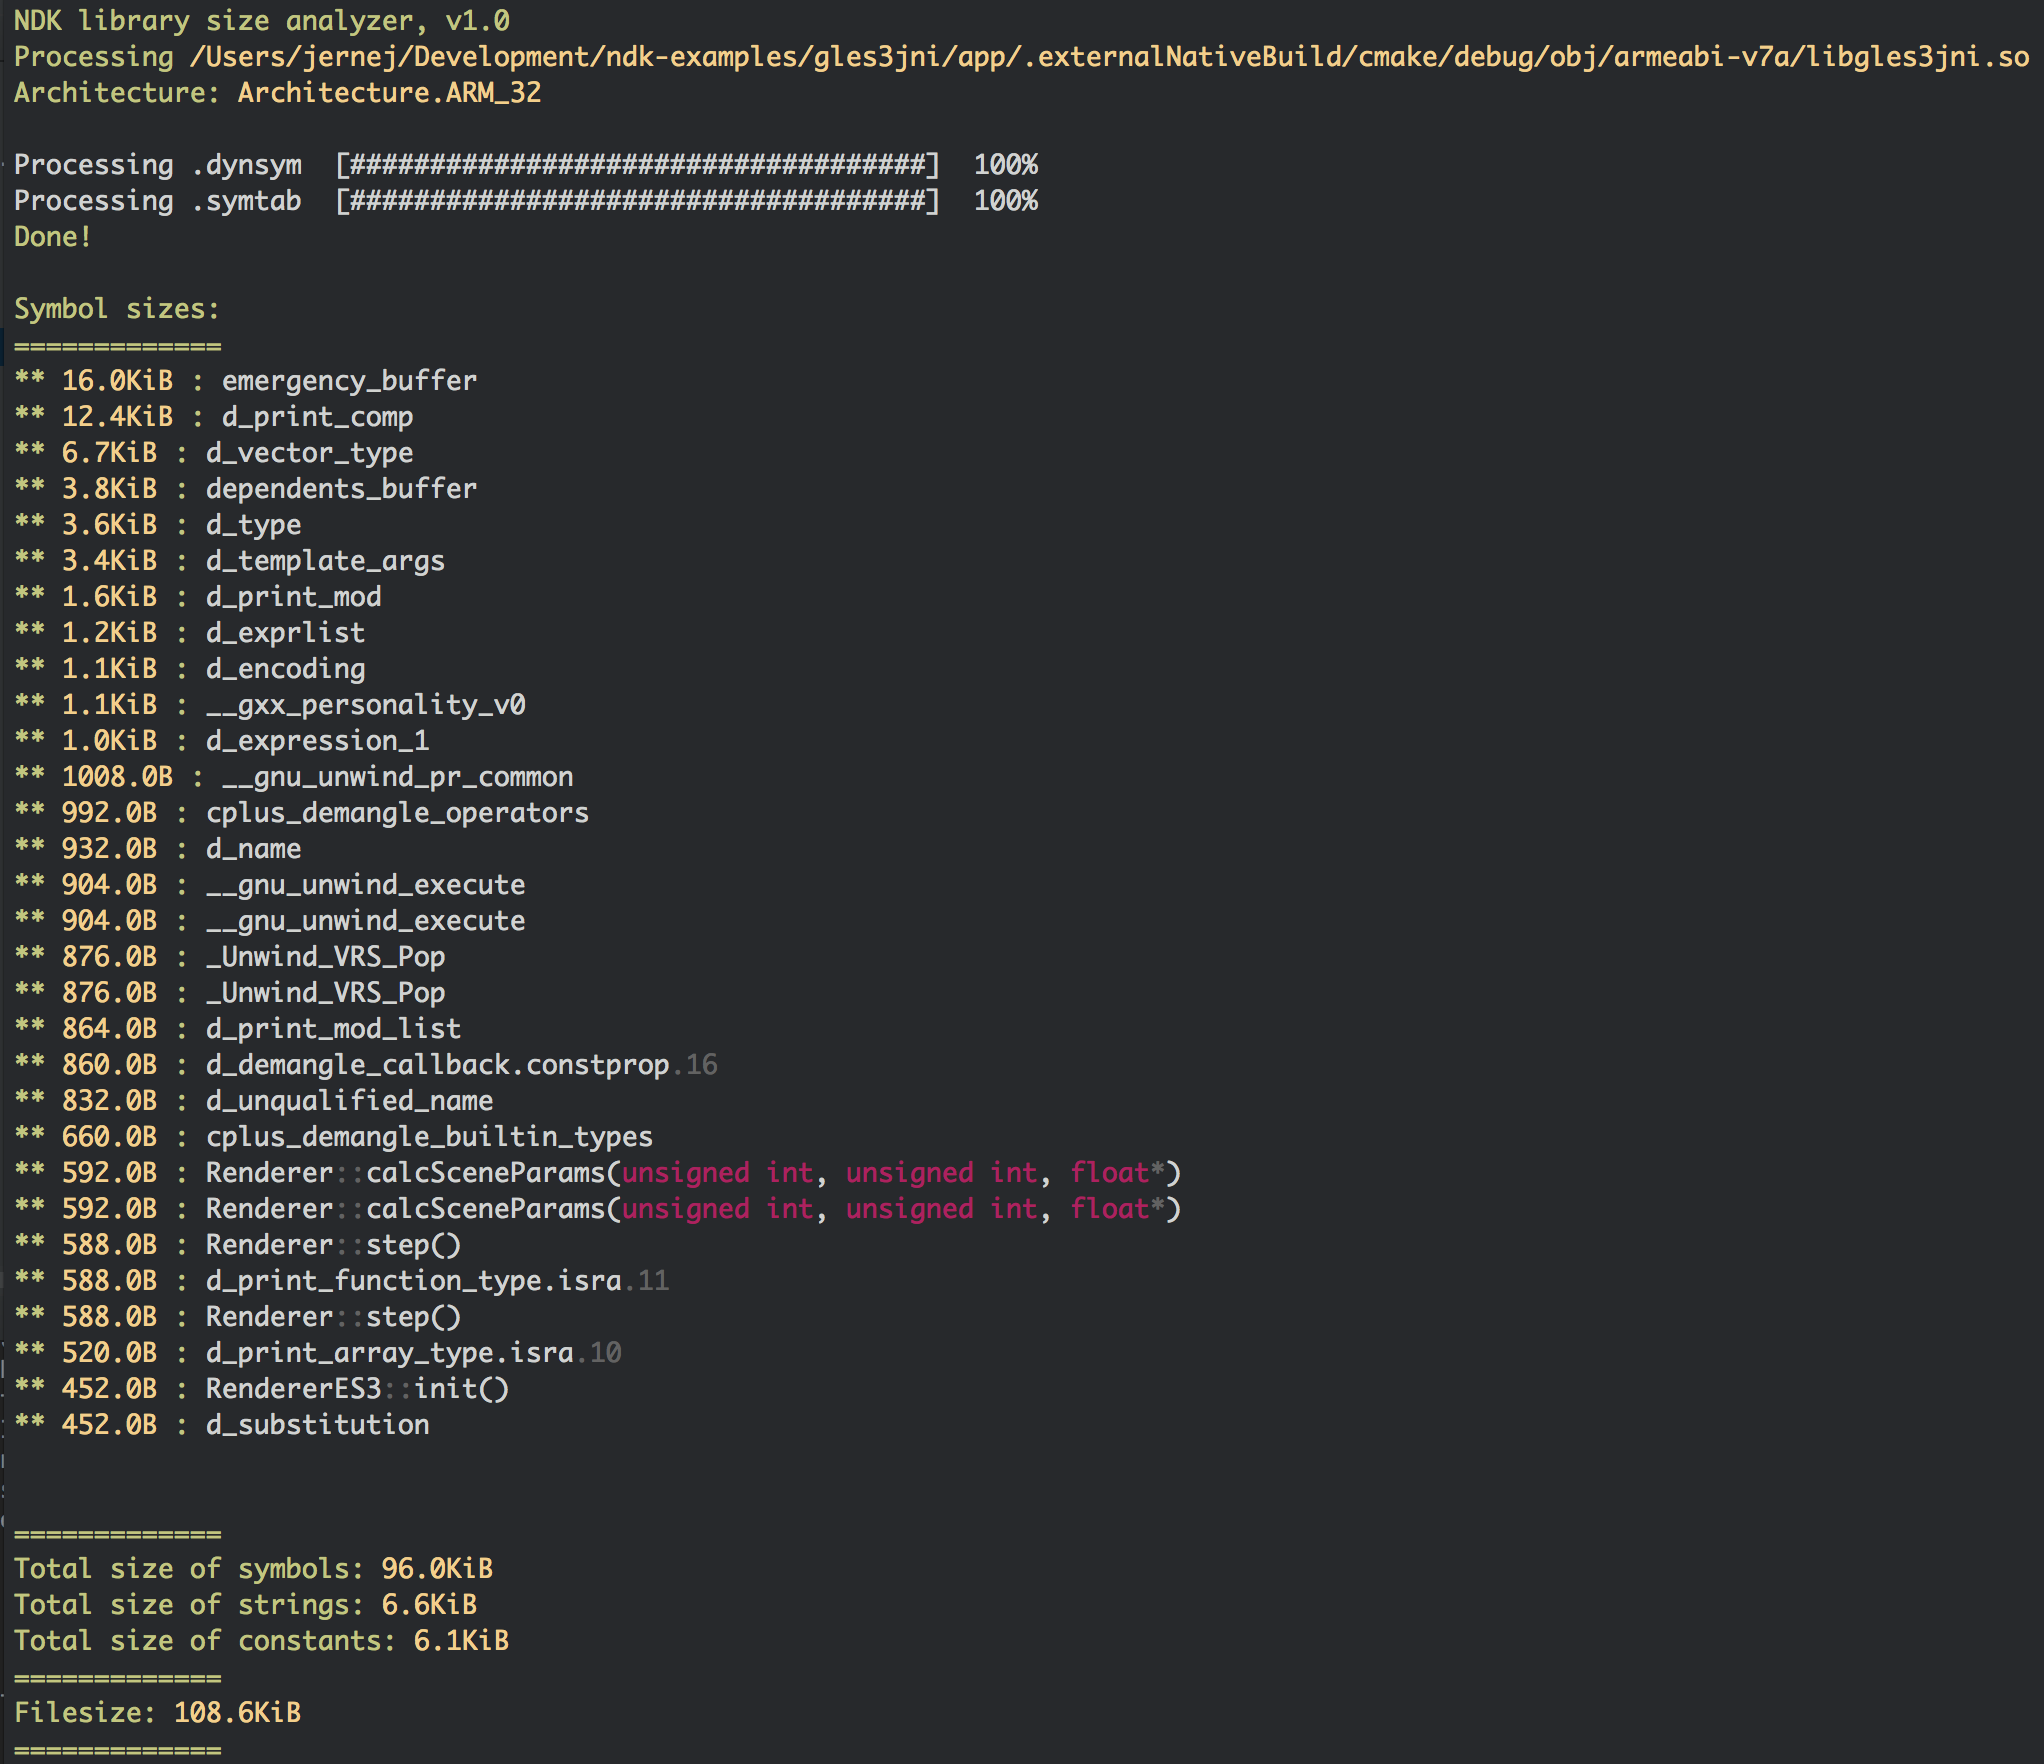 NDK library size analyzer, v1.0
Processing /Users/jernej/Development/ndk-examples/gles3jni/app/.externalNativeBuild/cmake/debug/obj/armeabi-v7a/libgles3jni.so
Architecture: Architecture.ARM_32
Processing .dynsym  [####################################]  100%
Processing .symtab  [####################################]  100%
Done!
Symbol sizes:
=============
** 16.0KiB : emergency_buffer
** 12.4KiB : d_print_comp
** 6.7KiB : d_vector_type
** 3.8KiB : dependents_buffer
** 3.6KiB : d_type
** 3.4KiB : d_template_args
** 1.6KiB : d_print_mod
** 1.2KiB : d_exprlist
** 1.1KiB : d_encoding
** 1.1KiB : __gxx_personality_v0
** 1.0KiB : d_expression_1
** 1008.0B : __gnu_unwind_pr_common
** 992.0B : cplus_demangle_operators
** 932.0B : d_name
** 904.0B : __gnu_unwind_execute
** 904.0B : __gnu_unwind_execute
** 876.0B : _Unwind_VRS_Pop
** 876.0B : _Unwind_VRS_Pop
** 864.0B : d_print_mod_list
** 860.0B : d_demangle_callback.constprop.16
** 832.0B : d_unqualified_name
** 660.0B : cplus_demangle_builtin_types
** 592.0B : Renderer::calcSceneParams(unsigned int, unsigned int, float*)
** 592.0B : Renderer::calcSceneParams(unsigned int, unsigned int, float*)
** 588.0B : Renderer::step()
** 588.0B : d_print_function_type.isra.11
** 588.0B : Renderer::step()
** 520.0B : d_print_array_type.isra.10
** 452.0B : RendererES3::init()
** 452.0B : d_substitution
=============
Total size of symbols: 96.0KiB
Total size of strings: 6.6KiB
Total size of constants: 6.1KiB
=============
Filesize: 108.6KiB
=============